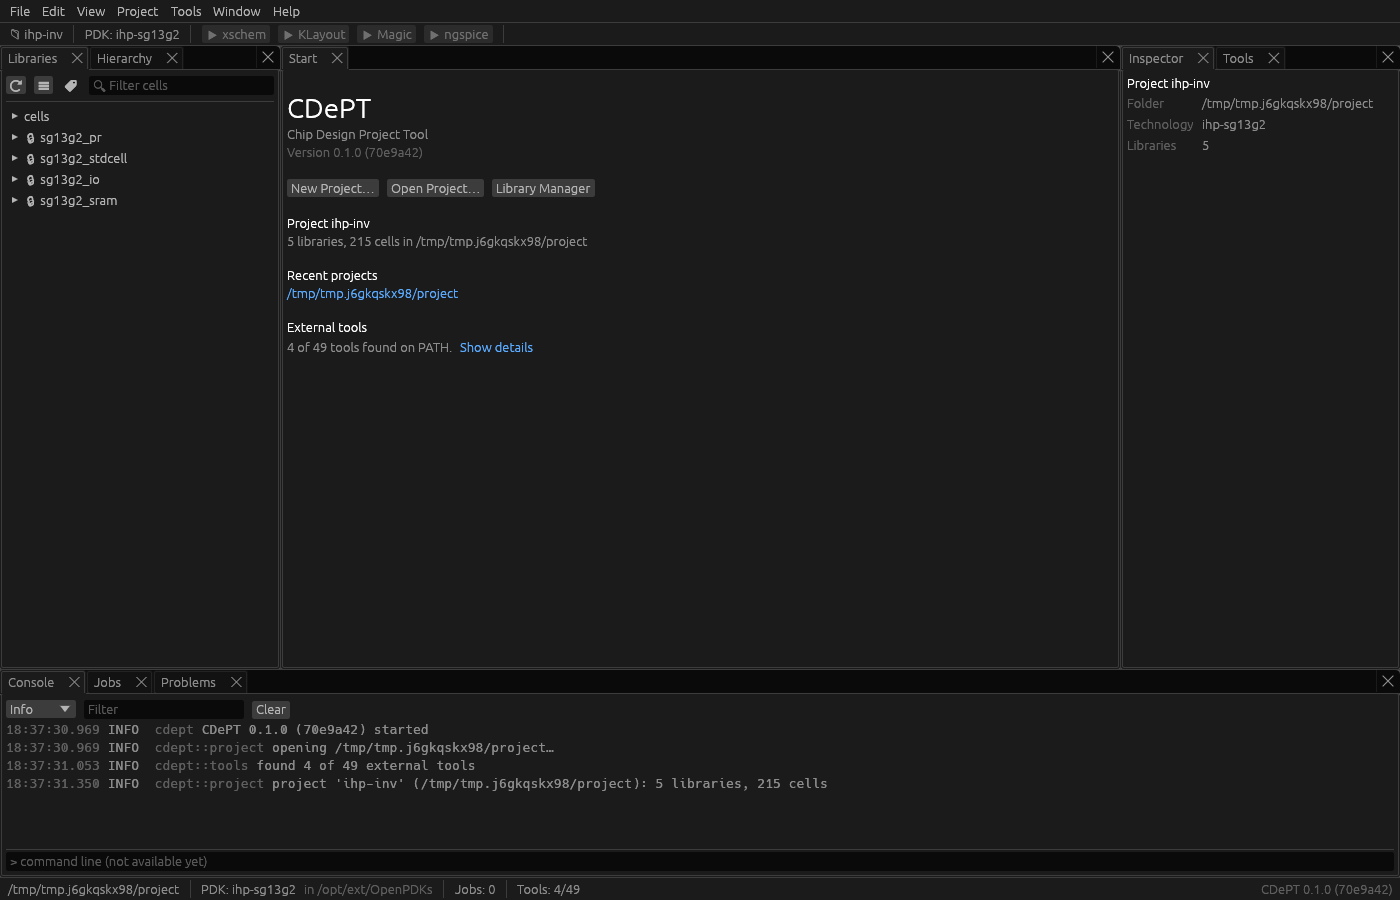 File Edit View Project Tools Window Help
ihp-inv PDK: ihp-sg13g2 xschem KLayout Magic ngspice
Libraries Hierarchy
Filter cells
cells
sg13g2_pr
sg13g2_stdcell
sg13g2_io
sg13g2_sram
Start
CDePT
Chip Design Project Tool
Version 0.1.0 (70e9a42)
New Project... Open Project... Library Manager
Project ihp-inv
5 libraries, 215 cells in /tmp/tmp.j6gkqskx98/project
Recent projects
/tmp/tmp.j6gkqskx98/project
External tools
4 of 49 tools found on PATH. Show details
Inspector Tools
Project ihp-inv
Folder /tmp/tmp.j6gkqskx98/project
Technology ihp-sg13g2
Libraries 5
Console Jobs Problems
Info Filter Clear
18:37:30.969 INFO cdept CDePT 0.1.0 (70e9a42) started
18:37:30.969 INFO cdept::project opening /tmp/tmp.j6gkqskx98/project…
18:37:31.053 INFO cdept::tools found 4 of 49 external tools
18:37:31.350 INFO cdept::project project 'ihp-inv' (/tmp/tmp.j6gkqskx98/project): 5 libraries, 215 cells
> command line (not available yet)
/tmp/tmp.j6gkqskx98/project PDK: ihp-sg13g2 in /opt/ext/OpenPDKs Jobs: 0 Tools: 4/49 CDePT 0.1.0 (70e9a42)